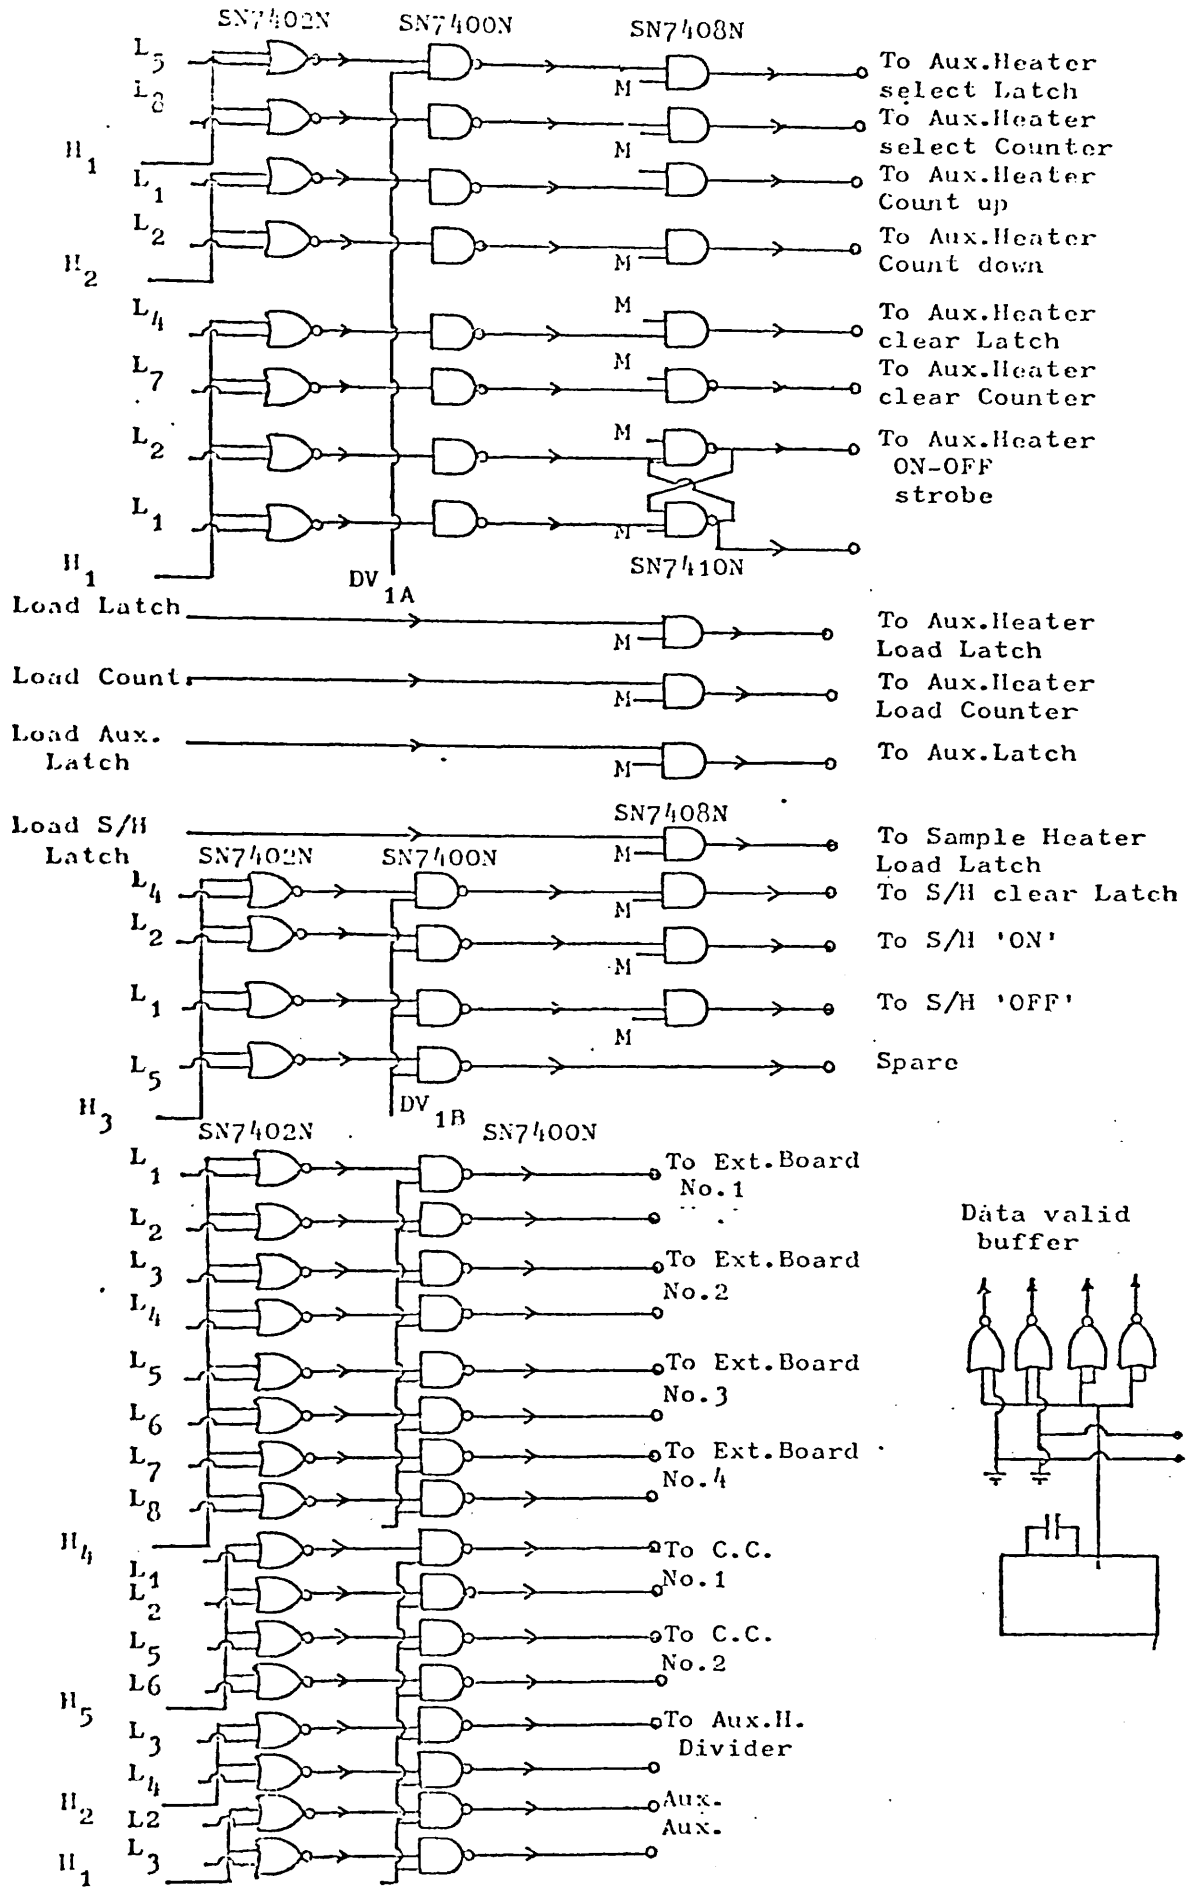 SN7402N SN7400N SN7408N
L5 To Aux.Heater
L8 M select Latch
To Aux.Heater
H1 M select Counter
L1 To Aux.Heater
Count up
L2 To Aux.Heater
H2 M Count down
L4 M To Aux.Heater
clear Latch
L7 M To Aux.Heater
clear Counter
L2 M To Aux.Heater
ON-OFF
strobe
L1 M
H1 DV1A SN7410N
Load Latch To Aux.Heater
M Load Latch
Load Count. To Aux.Heater
M Load Counter
Load Aux. To Aux.Latch
Latch M
SN7408N
Load S/H To Sample Heater
Latch SN7402N SN7400N M Load Latch
L4 To S/H clear Latch
M
L2 To S/H 'ON'
M
L1 To S/H 'OFF'
M
L5 Spare
H3 DV1B
SN7402N SN7400N
L1 To Ext.Board
No.1
L2
L3 To Ext.Board
No.2
L4
L5 To Ext.Board
No.3
L6
L7 To Ext.Board
No.4
L8
H4
L1 To C.C.
No.1
L2
L5 To C.C.
No.2
L6
H5
L3 To Aux.H.
Divider
L4
H2 L2 Aux.
Aux.
H1 L3
Data valid
buffer